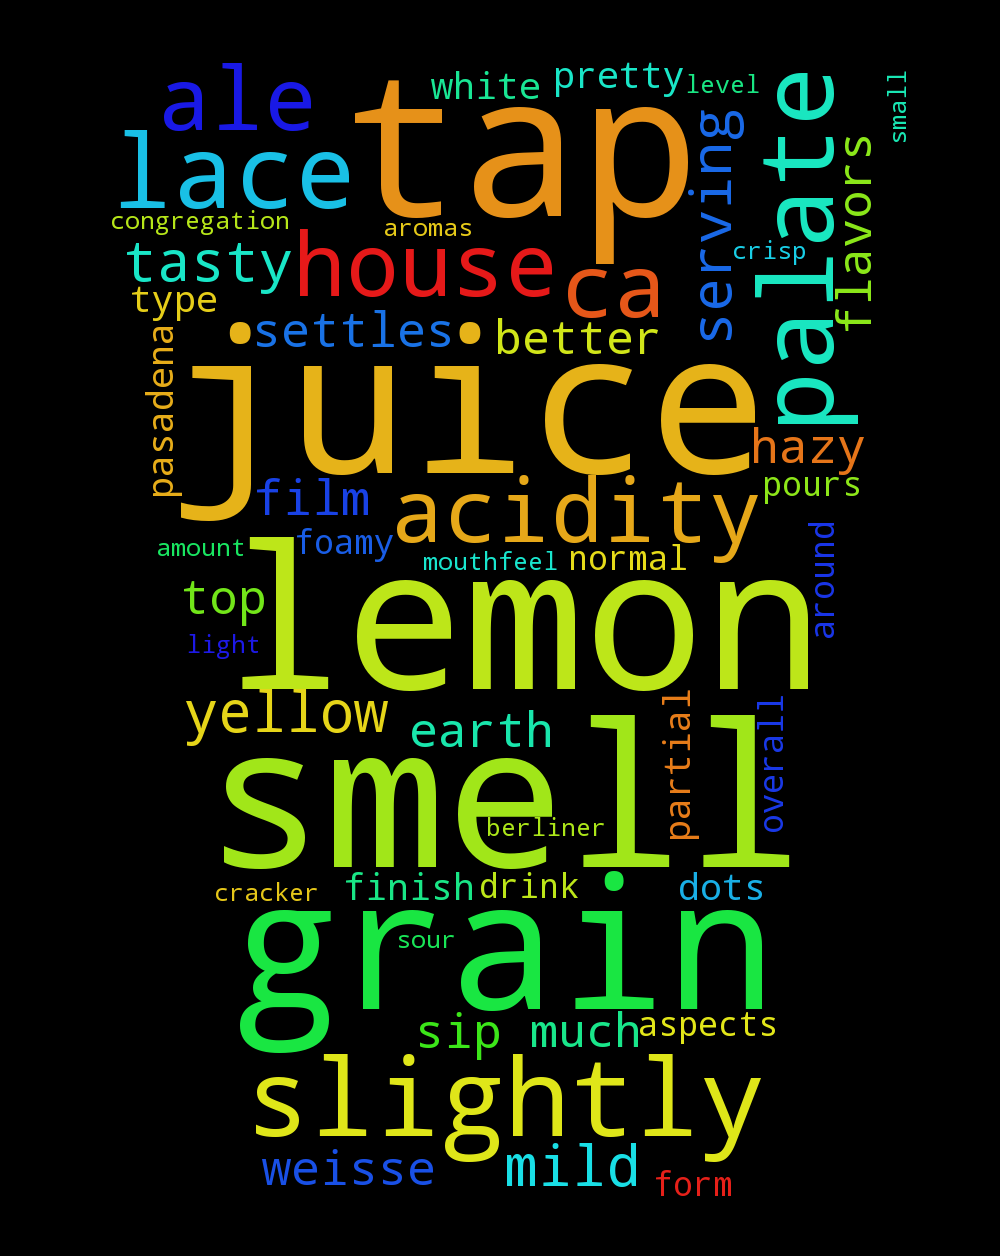 ale
tap
white
pretty
level
small
lace
palate
serving
flavors
congregation
aromas
tasty
house
ca
crisp
type
settles
better
pasadena
juice
hazy
film
acidity
pours
amount
foamy
mouthfeel
normal
around
top
lemon
light
yellow
earth
partial
overall
smell
berliner
cracker
finish
drink
dots
grain
sour
sip
much
aspects
slightly
weisse
mild
form